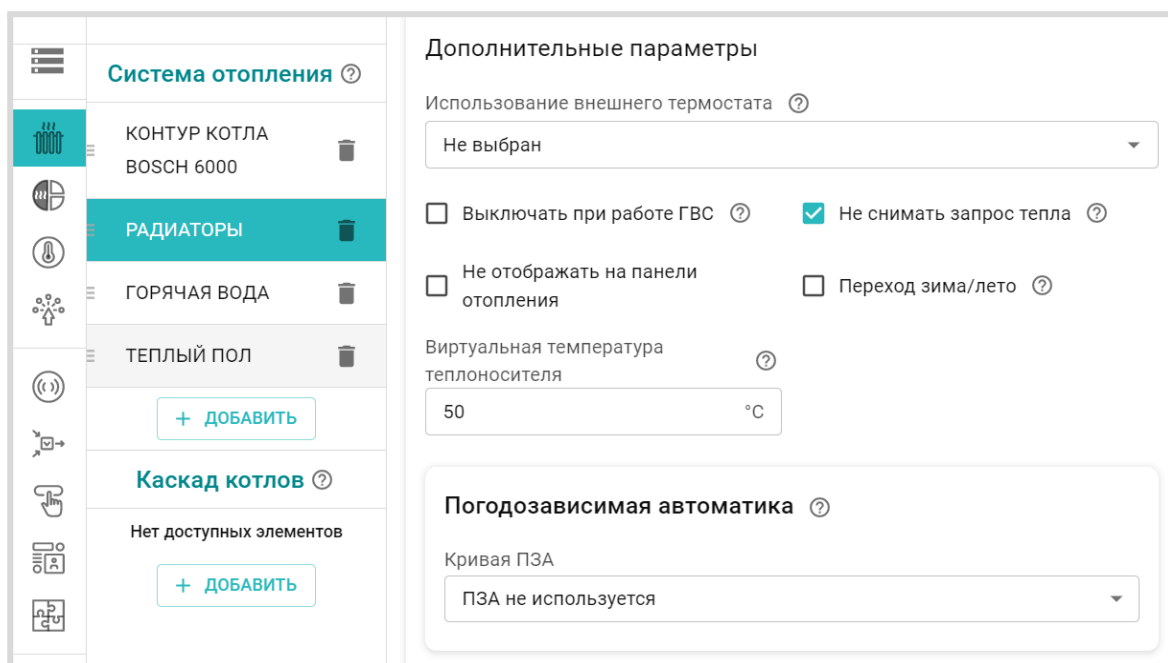 Система отопления
КОНТУР КОТЛА
BOSCH 6000
РАДИАТОРЫ
ГОРЯЧАЯ ВОДА
ТЕПЛЫЙ ПОЛ
+ ДОБАВИТЬ
Каскад котлов
Нет доступных элементов
+ ДОБАВИТЬ
Дополнительные параметры
Использование внешнего термостата
Не выбран
Выключать при работе ГВС
Не снимать запрос тепла
Не отображать на панели
отопления
Переход зима/лето
Виртуальная температура
теплоносителя
50 °C
Погодозависимая автоматика
Кривая ПЗА
ПЗА не используется